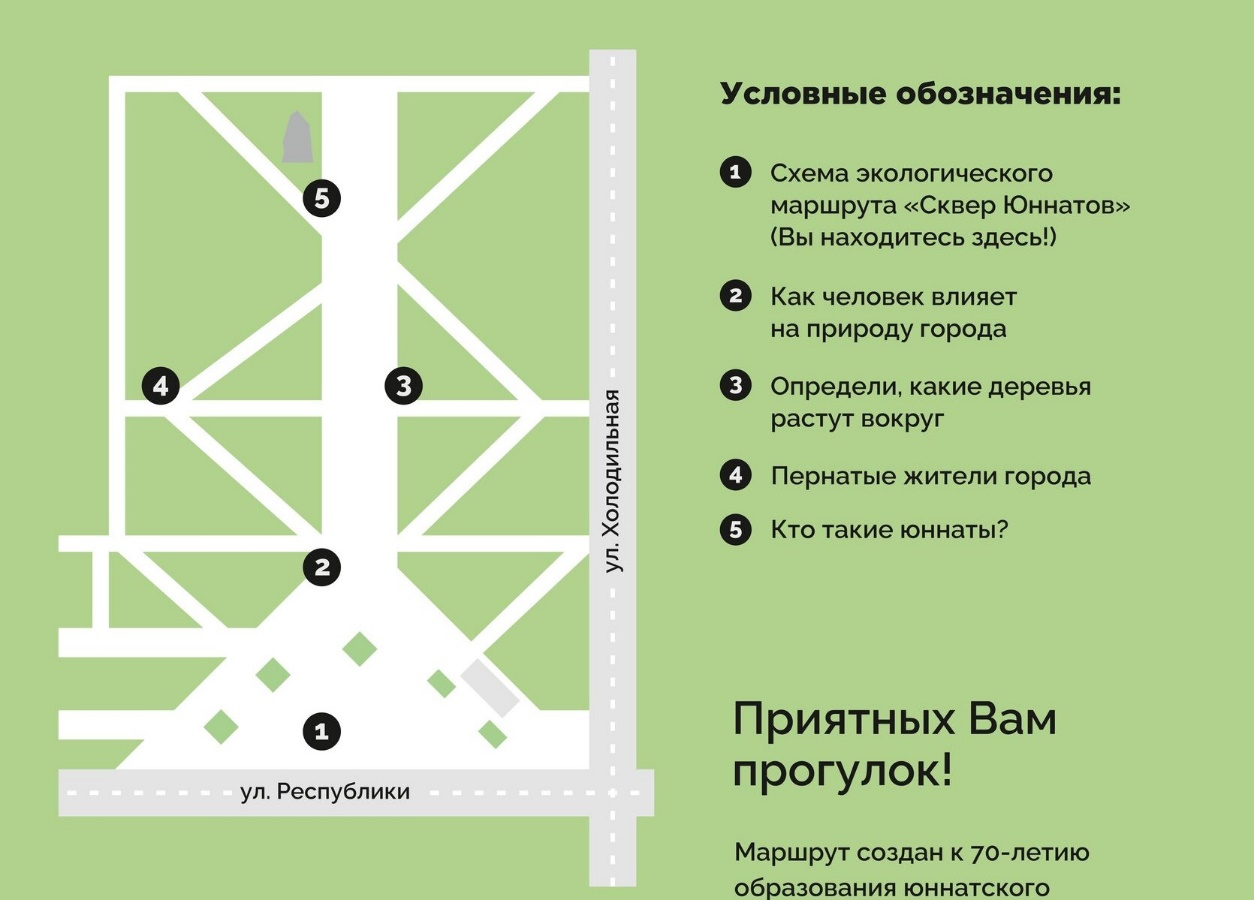 5
4
3
2
1
ул. Холодильная
ул. Республики
Условные обозначения:
1 Схема экологического
маршрута «Сквер Юннатов»
(Вы находитесь здесь!)
2 Как человек влияет
на природу города
3 Определи, какие деревья
растут вокруг
4 Пернатые жители города
5 Кто такие юннаты?
Приятных Вам
прогулок!
Маршрут создан к 70-летию
образования юннатского